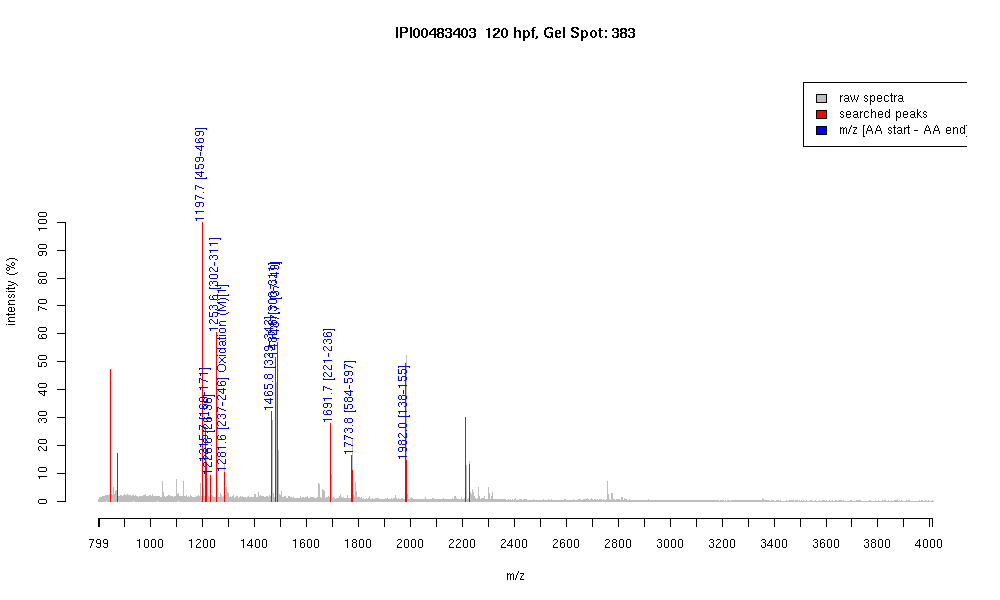 IPI00483403 120 hpf, Gel Spot: 383
raw spectra
searched peaks
m/z [AA start - AA end]
intensity (%)
0 10 20 30 40 50 60 70 80 90 100
1197.7 [459-469]
1253.6 [302-311]
1281.6 [237-246] Oxidation (M)[1]
1465.8 [329-342]
1691.7 [221-236]
1773.8 [584-597]
1982.0 [138-155]
799 1000 1200 1400 1600 1800 2000 2200 2400 2600 2800 3000 3200 3400 3600 3800 4000
m/z